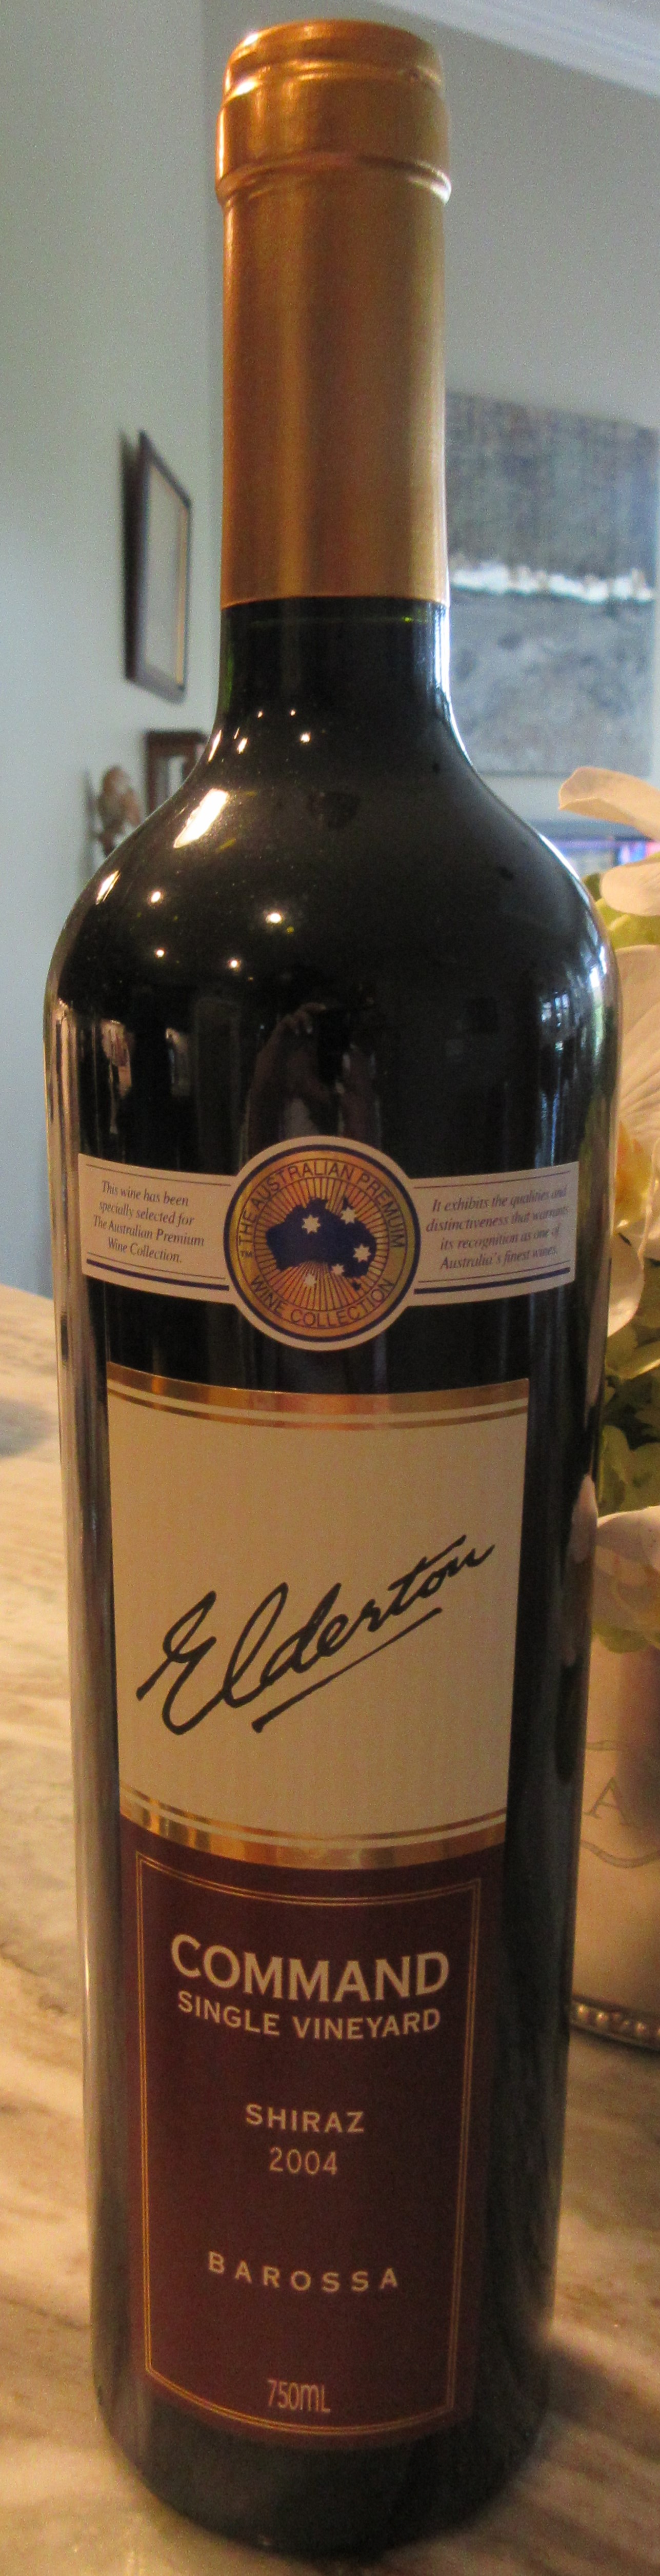 This wine has been
specially selected for
The Australian Premium
Wine Collection.
THE AUSTRALIAN PREMIUM
WINE COLLECTION
TM
It exhibits the qualities and
distinctiveness that warrants
its recognition as one of
Australia's finest wines.
Elderton
COMMAND
SINGLE VINEYARD
SHIRAZ
2004
BAROSSA
750mL
A